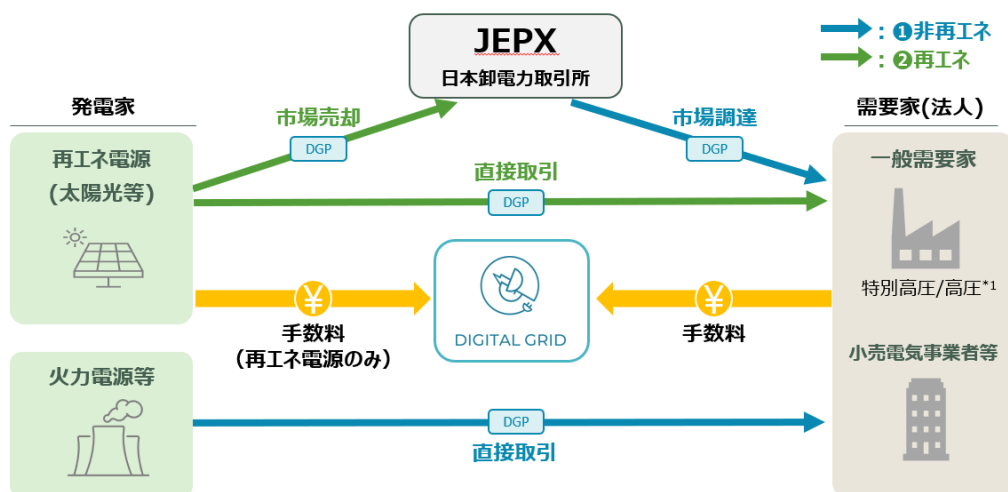 JEPX
日本卸電力取引所
：❶非再エネ
：❷再エネ
発電家
需要家(法人)
市場売却
DGP
市場調達
DGP
再エネ電源
(太陽光等)
直接取引
DGP
一般需要家
特別高圧/高圧*1
¥
手数料
(再エネ電源のみ)
DIGITAL GRID
¥
手数料
火力電源等
小売電気事業者等
DGP
直接取引